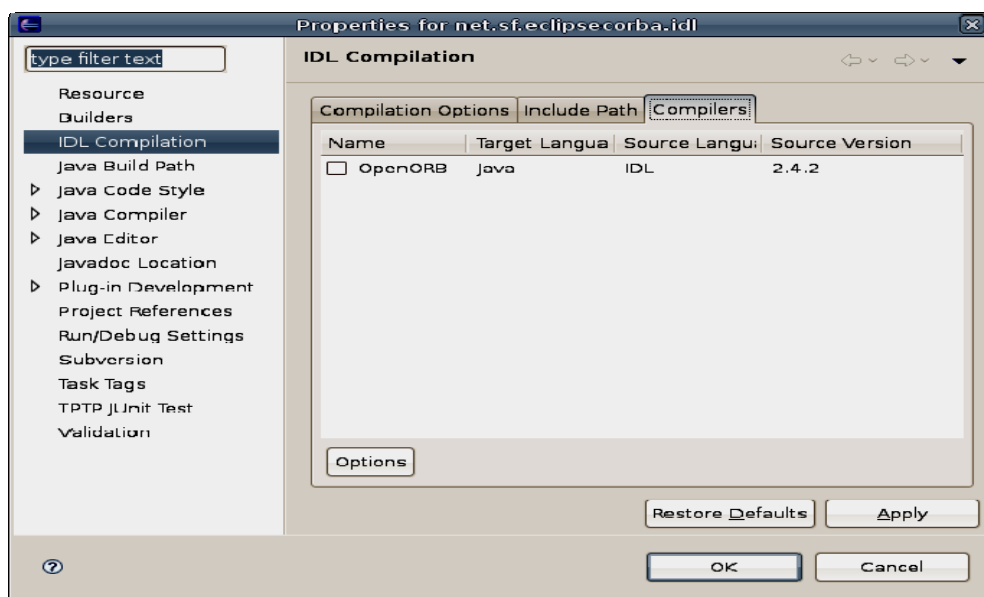 Properties for net.sf.eclipsecorba.idl
type filter text
Resource
Builders
IDL Compilation
Java Build Path
Java Code Style
Java Compiler
Java Editor
Javadoc Location
Plug-in Development
Project References
Run/Debug Settings
Subversion
Task Tags
TPTP JUnit Test
Validation
IDL Compilation
Compilation Options Include Path Compilers
Name Target Langua Source Langu Source Version
OpenORB Java IDL 2.4.2
Options
Restore Defaults Apply
? OK Cancel